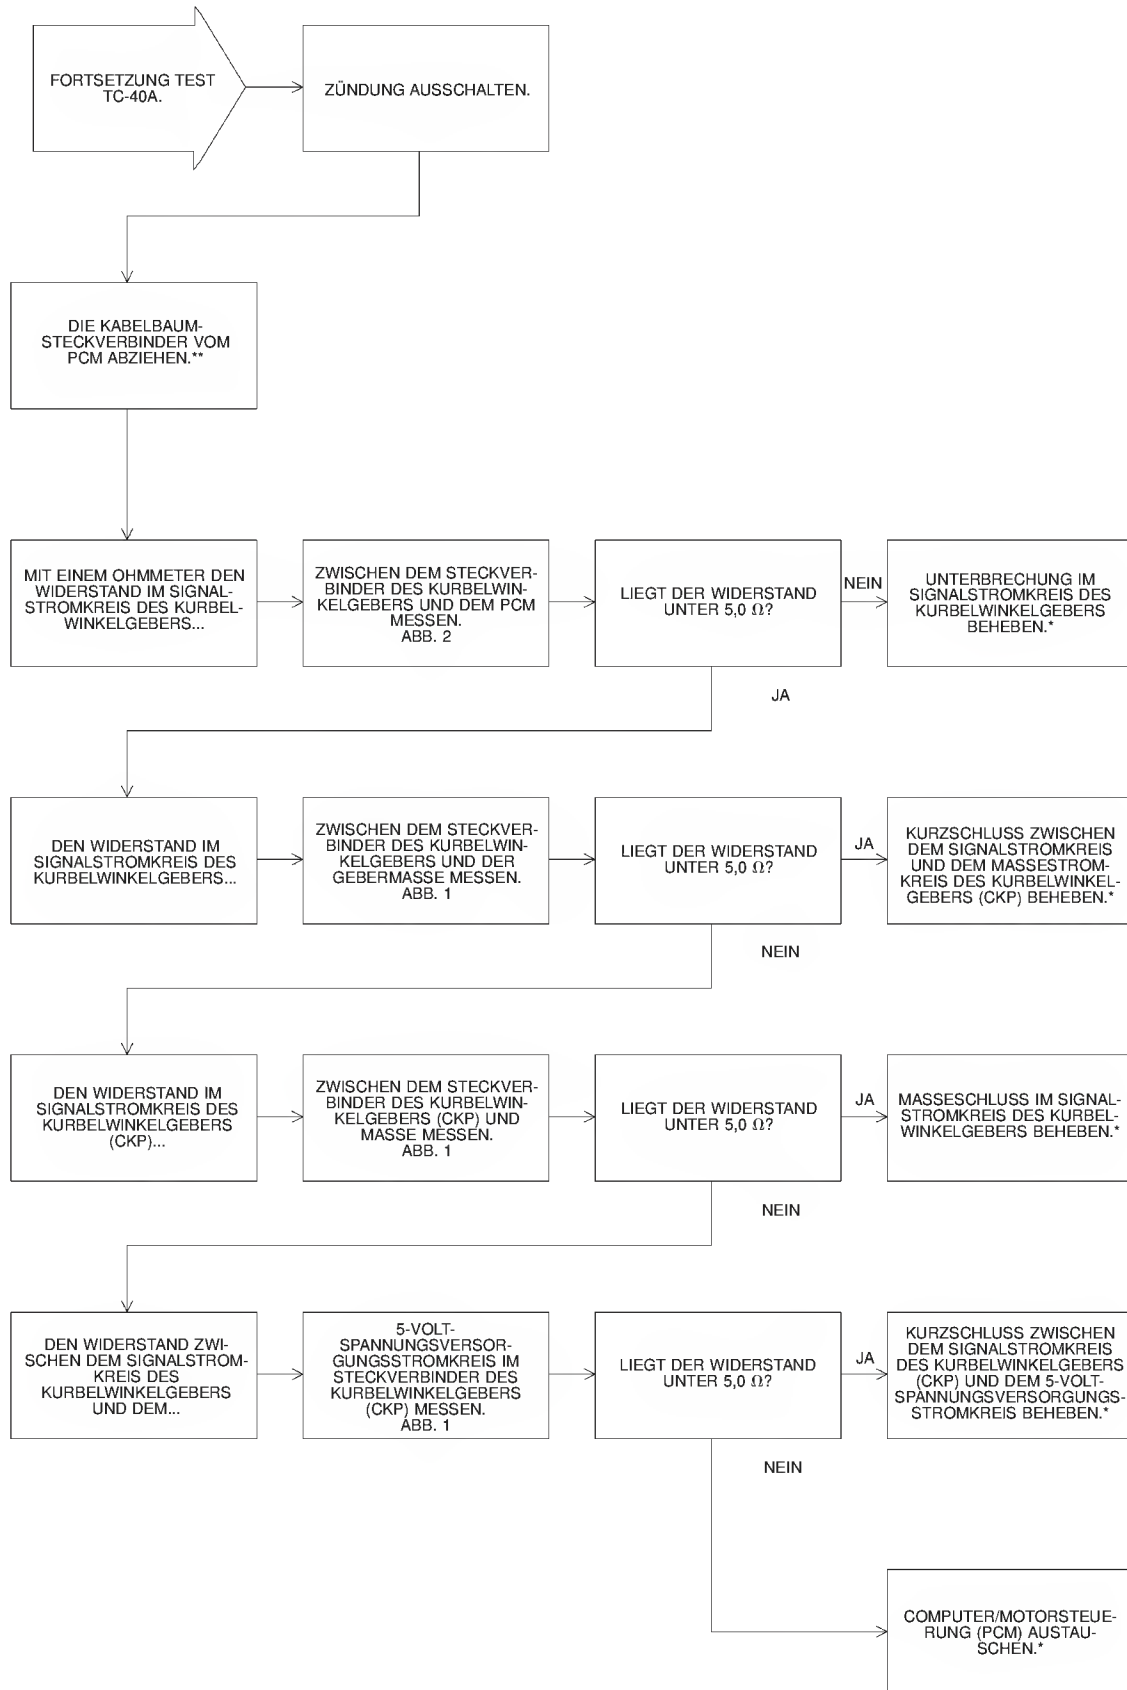 FORTSETZUNG TEST
TC-40A.
ZÜNDUNG AUSSCHALTEN.
DIE KABELBAUM-
STECKVERBINDER VOM
PCM ABZIEHEN.**
MIT EINEM OHMMETER DEN
WIDERSTAND IM SIGNAL-
STROMKREIS DES KURBEL-
WINKELGEBERS...
ZWISCHEN DEM STECKVER-
BINDER DES KURBELWIN-
KELGEBERS UND DEM PCM
MESSEN.
ABB. 2
LIEGT DER WIDERSTAND
UNTER 5,0 Ω?
NEIN
UNTERBRECHUNG IM
SIGNALSTROMKREIS DES
KURBELWINKELGEBERS
BEHEBEN.*
JA
DEN WIDERSTAND IM
SIGNALSTROMKREIS DES
KURBELWINKELGEBERS...
ZWISCHEN DEM STECKVER-
BINDER DES KURBELWIN-
KELGEBERS UND DER
GEBERMASSE MESSEN.
ABB. 1
LIEGT DER WIDERSTAND
UNTER 5,0 Ω?
JA
KURZSCHLUSS ZWISCHEN
DEM SIGNALSTROMKREIS
UND DEM MASSESTROM-
KREIS DES KURBELWINKEL-
GEBERS (CKP) BEHEBEN.*
NEIN
DEN WIDERSTAND IM
SIGNALSTROMKREIS DES
KURBELWINKELGEBERS
(CKP)...
ZWISCHEN DEM STECKVER-
BINDER DES KURBELWIN-
KELGEBERS (CKP) UND
MASSE MESSEN.
ABB. 1
LIEGT DER WIDERSTAND
UNTER 5,0 Ω?
JA
MASSESCHLUSS IM SIGNAL-
STROMKREIS DES KURBEL-
WINKELGEBERS BEHEBEN.*
NEIN
DEN WIDERSTAND ZWI-
SCHEN DEM SIGNALSTROM-
KREIS DES
KURBELWINKELGEBERS
UND DEM...
5-VOLT-
SPANNUNGSVERSOR-
GUNGSSTROMKREIS IM
STECKVERBINDER DES
KURBELWINKELGEBERS
(CKP) MESSEN.
ABB. 1
LIEGT DER WIDERSTAND
UNTER 5,0 Ω?
JA
KURZSCHLUSS ZWISCHEN
DEM SIGNALSTROMKREIS
DES KURBELWINKELGEBERS
(CKP) UND DEM 5-VOLT-
SPANNUNGSVERSORGUNGS-
STROMKREIS BEHEBEN.*
NEIN
COMPUTER/MOTORSTEUE-
RUNG (PCM) AUSTAU-
SCHEN.*